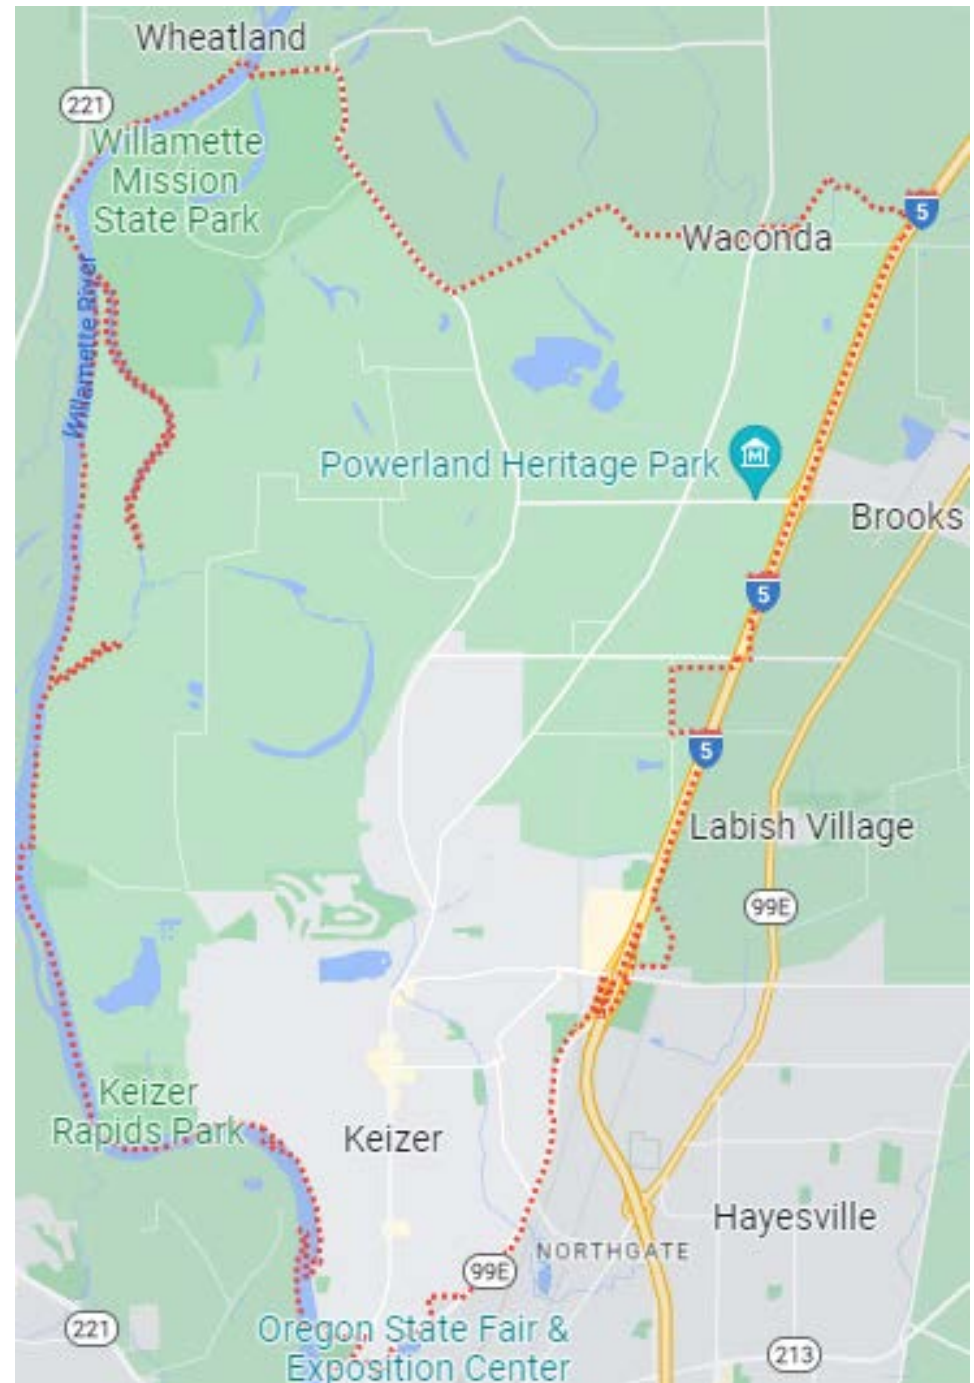 Wheatland
221
Willamette
Mission
State Park
5
Waconda
Willamette River
Powerland Heritage Park
M
Brooks
5
5
Labish Village
99E
Keizer
Rapids Park
Keizer
Hayesville
NORTHGATE
99E
221
Oregon State Fair &
Exposition Center
213